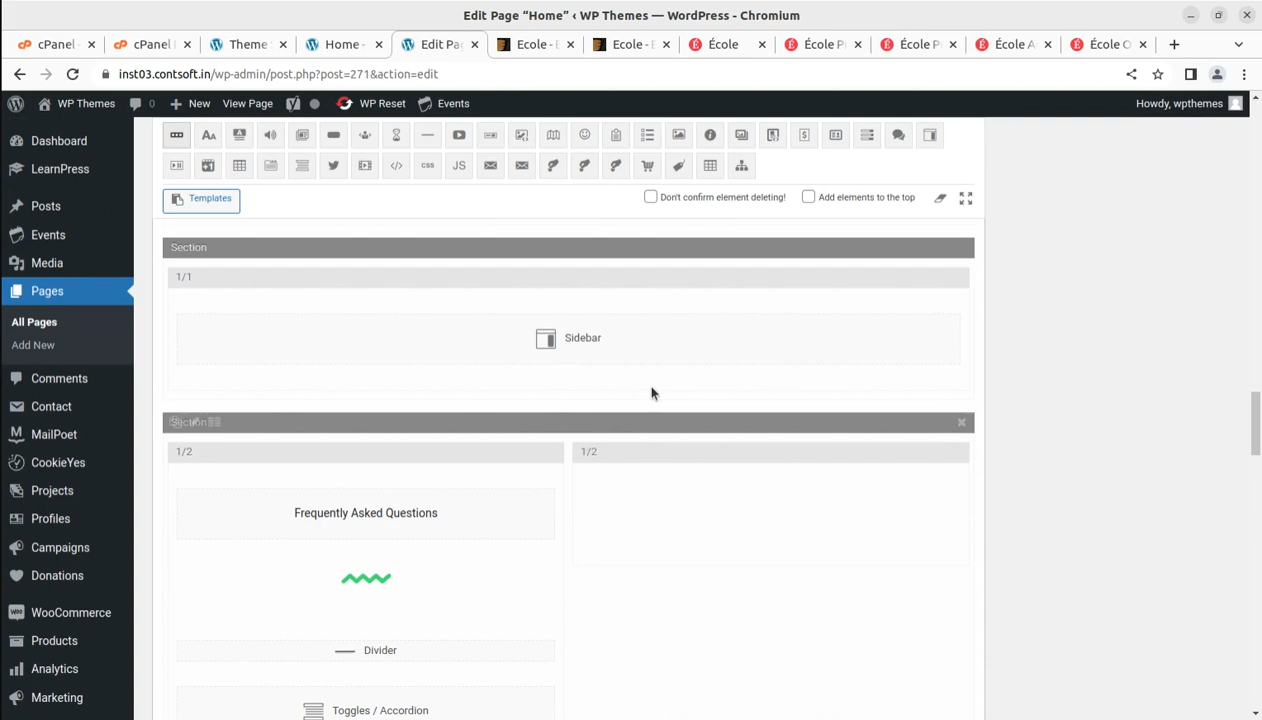 Edit Page “Home” ‹ WP Themes — WordPress - Chromium
cPanel - cPanel Theme Home - Edit Pa Ecole - E Ecole - E École École P École P École A École O
inst03.contsoft.in/wp-admin/post.php?post=271&action=edit
WP Themes 0 New View Page WP Reset Events Howdy, wpthemes
Dashboard
LearnPress
Posts
Events
Media
Pages
All Pages
Add New
Comments
Contact
MailPoet
CookieYes
Projects
Profiles
Campaigns
Donations
WooCommerce
Products
Analytics
Marketing
css JS
Templates Don't confirm element deleting! Add elements to the top
Section
1/1
Sidebar
Section
1/2 1/2
Frequently Asked Questions
Divider
Toggles / Accordion